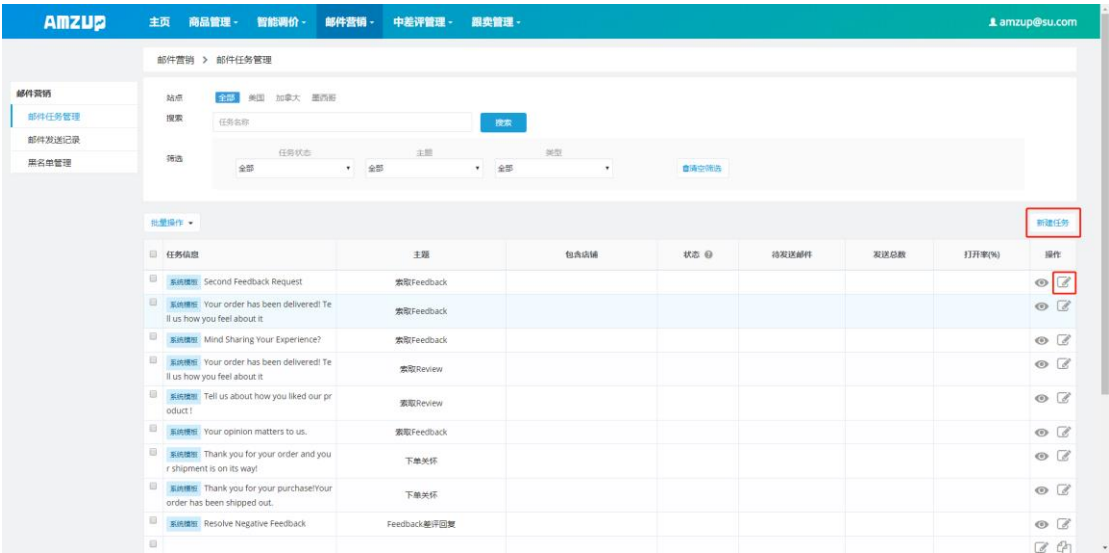 AMZUP 主页 商品管理 智能调价 邮件营销 中差评管理 跟卖管理 amzup@su.com
邮件营销 > 邮件任务管理
邮件营销
邮件任务管理
邮件发送记录
黑名单管理
站点 全部 美国 加拿大 墨西哥
搜索 任务名称 搜索
筛选 任务状态 主题 类型
全部 全部 全部 清空筛选
批量操作 新建任务
任务信息 主题 包含店铺 状态 待发送邮件 发送总数 打开率(%) 操作
系统模板 Second Feedback Request 索取Feedback
系统模板 Your order has been delivered! Te
ll us how you feel about it 索取Feedback
系统模板 Mind Sharing Your Experience? 索取Feedback
系统模板 Your order has been delivered! Te
ll us how you feel about it 索取Review
系统模板 Tell us about how you liked our pr
oduct ! 索取Review
系统模板 Your opinion matters to us. 索取Feedback
系统模板 Thank you for your order and you
r shipment is on its way! 下单关怀
系统模板 Thank you for your purchase!Your
order has been shipped out. 下单关怀
系统模板 Resolve Negative Feedback Feedback差评回复